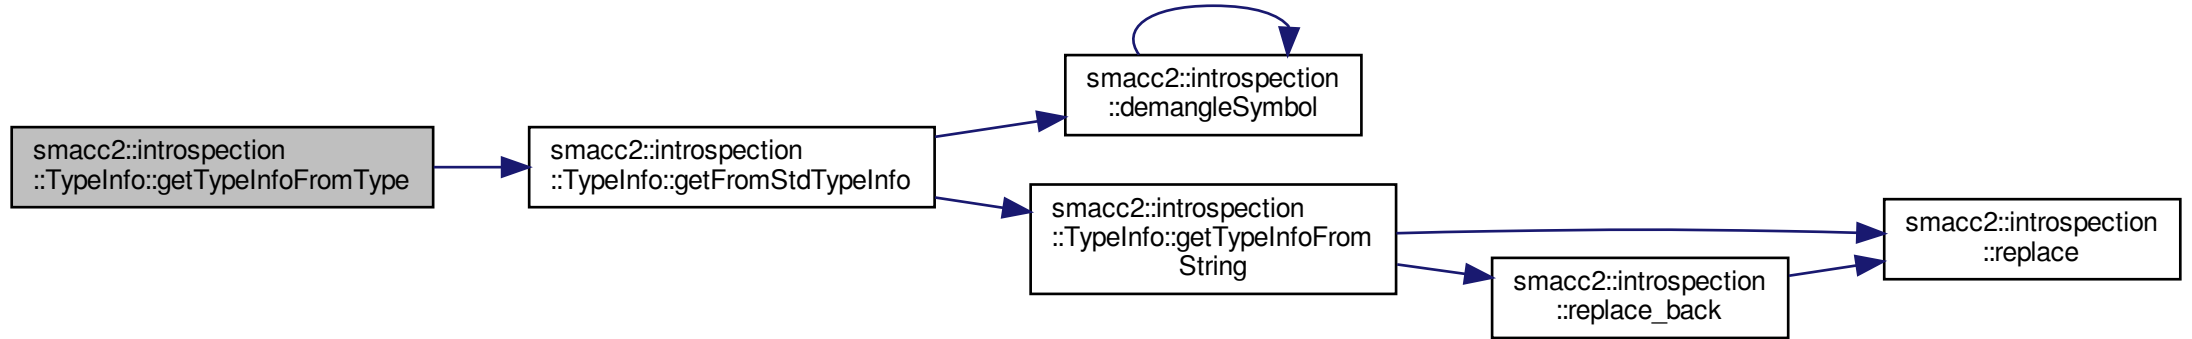 smacc2::introspection
::TypeInfo::getTypeInfoFromType
smacc2::introspection
::TypeInfo::getFromStdTypeInfo
smacc2::introspection
::demangleSymbol
smacc2::introspection
::TypeInfo::getTypeInfoFrom
String
smacc2::introspection
::replace_back
smacc2::introspection
::replace